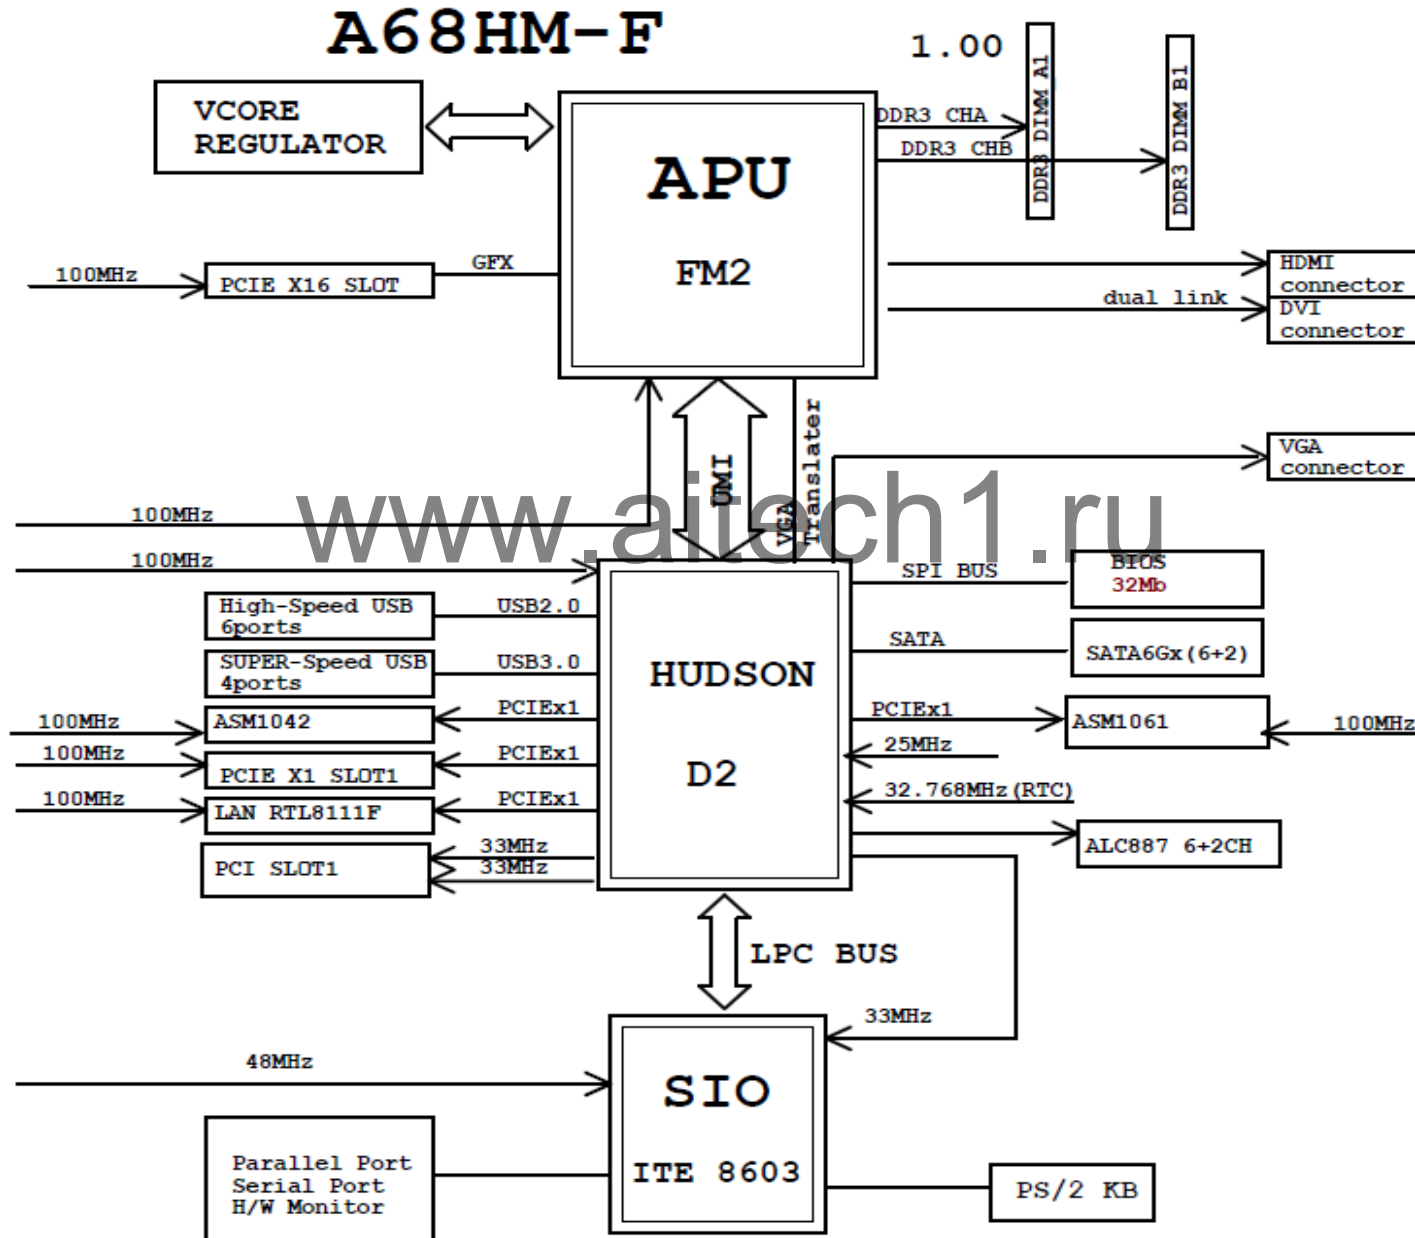 A68HM-F
1.00
VCORE
REGULATOR
APU
FM2
DDR3 CHA
DDR3 CHB
DDR3 DIMM A1
DDR3 DIMM B1
100MHz
PCIE X16 SLOT
GFX
HDMI
connector
dual link
DVI
connector
UMI
VGA
Translater
VGA
connector
www.aitech1.ru
100MHz
100MHz
SPI BUS
BIOS
32Mb
High-Speed USB
6ports
USB2.0
SATA
SATA6Gx(6+2)
SUPER-Speed USB
4ports
USB3.0
HUDSON
D2
100MHz
ASM1042
PCIEx1
PCIEx1
ASM1061
100MHz
100MHz
PCIE X1 SLOT1
PCIEx1
25MHz
100MHz
LAN RTL8111F
PCIEx1
32.768MHz(RTC)
PCI SLOT1
33MHz
33MHz
ALC887 6+2CH
LPC BUS
33MHz
48MHz
SIO
ITE 8603
Parallel Port
Serial Port
H/W Monitor
PS/2 KB